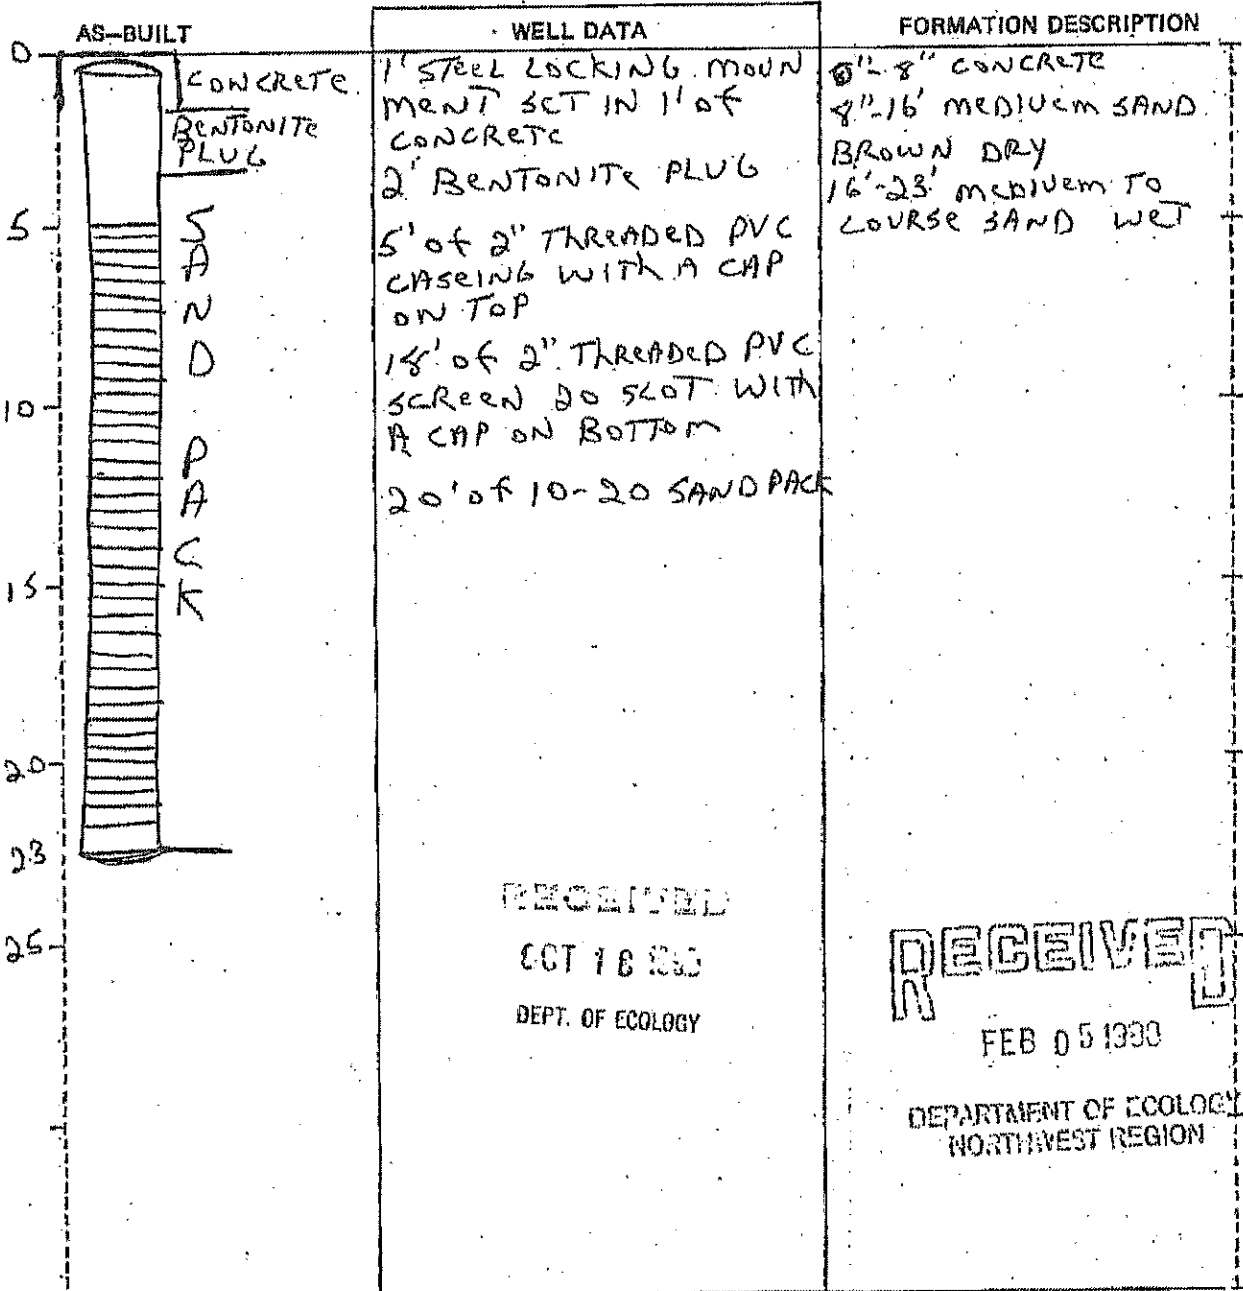 AS-BUILT
WELL DATA
FORMATION DESCRIPTION
0
5
10
15
20
23
25
CONCRETE
BENTONITE
PLUG
SAND PACK
1' STEEL LOCKING MOUN
MENT SET IN 1' OF
CONCRETE
2' BENTONITE PLUG
5' OF 2" THREADED PVC
CASEING WITH A CAP
ON TOP
18' OF 2" THREADED PVC
SCREEN 20 SLOT WITH
A CAP ON BOTTOM
20' OF 10-20 SANDPACK
0"-8" CONCRETE
8"-16' MEDIUEM SAND
BROWN DRY
16'-23' MEDIUEM TO
COURSE SAND WET
RECEIVED
OCT 18
DEPT. OF ECOLOGY
RECEIVED
FEB 05
DEPARTMENT OF ECOLOGY
NORTHWEST REGION